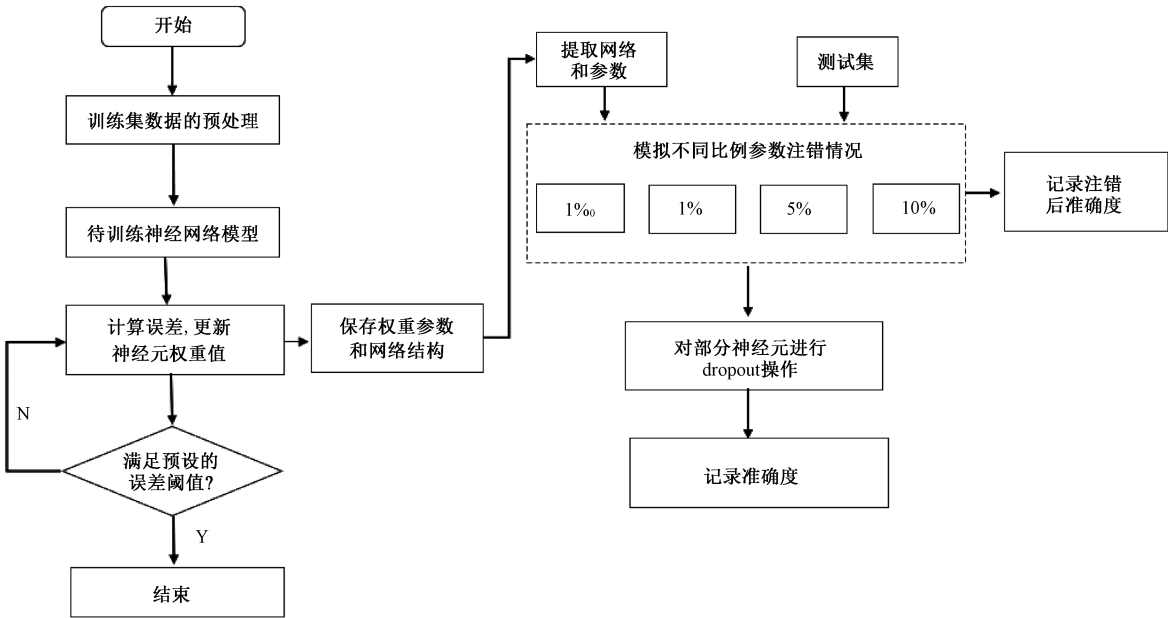 开始
训练集数据的预处理
待训练神经网络模型
计算误差, 更新
神经元权重值
N
满足预设的
误差阈值?
Y
结束
保存权重参数
和网络结构
提取网络
和参数
测试集
模拟不同比例参数注错情况
1‰
1%
5%
10%
记录注错
后准确度
对部分神经元进行
dropout操作
记录准确度